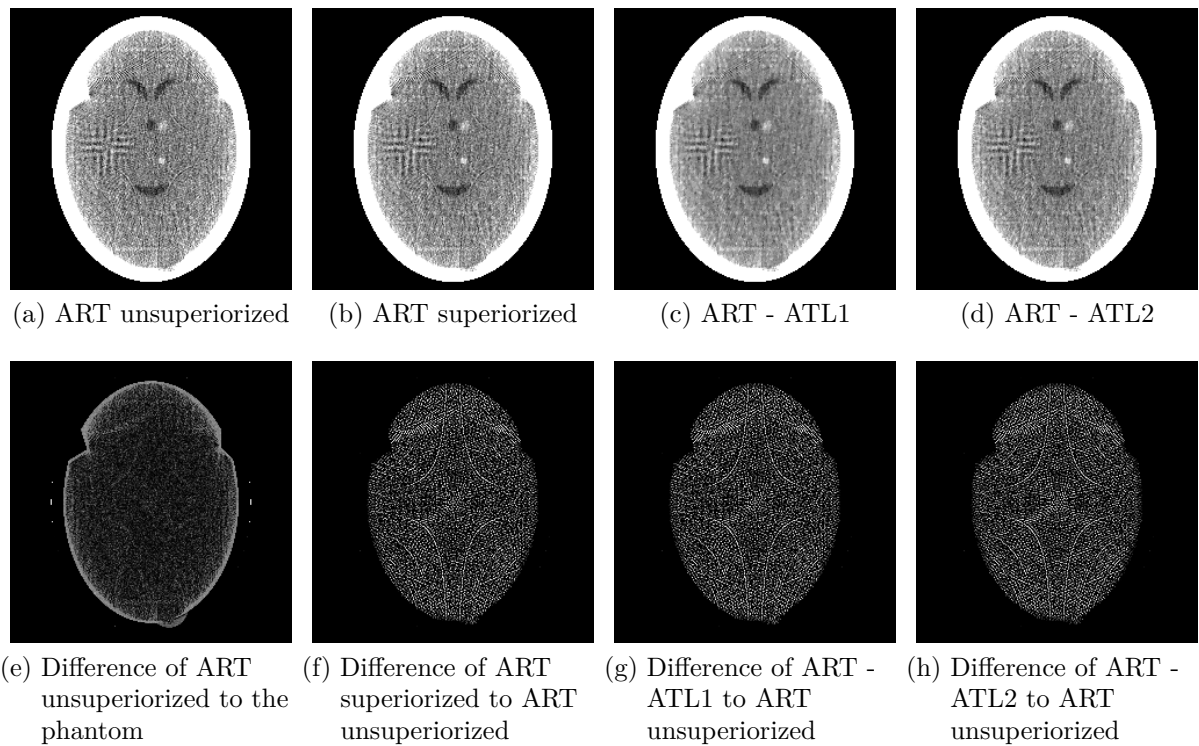 (a) ART unsuperiorized
(b) ART superiorized
(c) ART - ATL1
(d) ART - ATL2
(e) Difference of ART
unsuperiorized to the
phantom
(f) Difference of ART
superiorized to ART
unsuperiorized
(g) Difference of ART -
ATL1 to ART
unsuperiorized
(h) Difference of ART -
ATL2 to ART
unsuperiorized